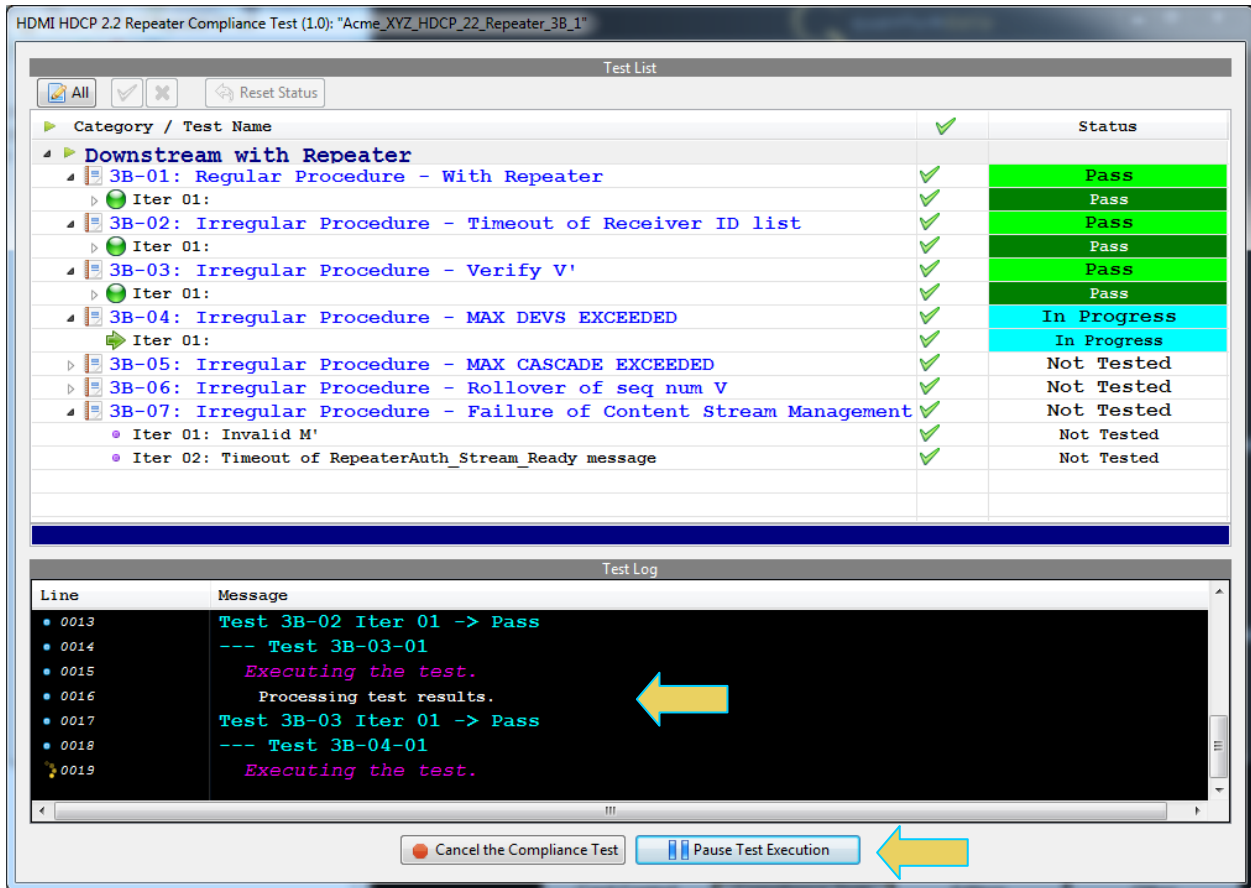 HDMI HDCP 2.2 Repeater Compliance Test (1.0): "Acme_XYZ_HDCP_22_Repeater_3B_1"
Test List
All Reset Status
Category / Test Name Status
Downstream with Repeater
3B-01: Regular Procedure - With Repeater Pass
Iter 01: Pass
3B-02: Irregular Procedure - Timeout of Receiver ID list Pass
Iter 01: Pass
3B-03: Irregular Procedure - Verify V' Pass
Iter 01: Pass
3B-04: Irregular Procedure - MAX DEVS EXCEEDED In Progress
Iter 01: In Progress
3B-05: Irregular Procedure - MAX CASCADE EXCEEDED Not Tested
3B-06: Irregular Procedure - Rollover of seq num V Not Tested
3B-07: Irregular Procedure - Failure of Content Stream Management Not Tested
Iter 01: Invalid M' Not Tested
Iter 02: Timeout of RepeaterAuth_Stream_Ready message Not Tested
Test Log
Line Message
0013 Test 3B-02 Iter 01 -> Pass
0014 --- Test 3B-03-01
0015 Executing the test.
0016 Processing test results.
0017 Test 3B-03 Iter 01 -> Pass
0018 --- Test 3B-04-01
0019 Executing the test.
Cancel the Compliance Test Pause Test Execution